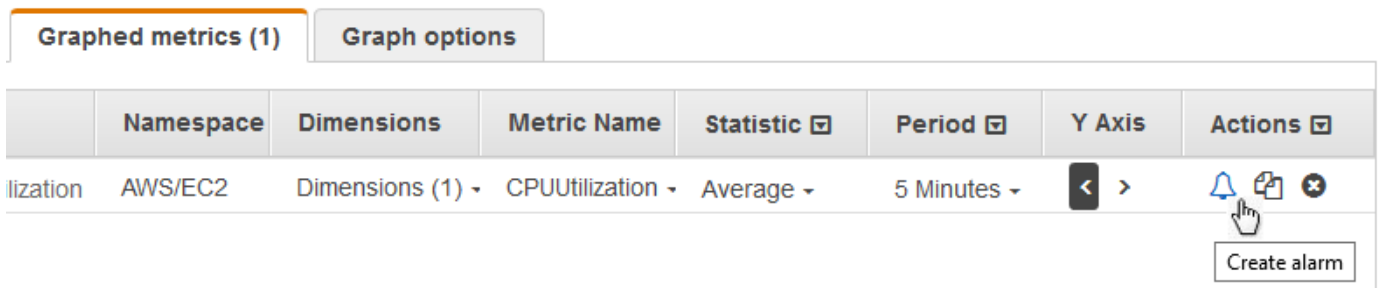 Graphed metrics (1) Graph options
Namespace Dimensions Metric Name Statistic Period Y Axis Actions
ilization AWS/EC2 Dimensions (1) CPUUtilization Average 5 Minutes < >
Create alarm